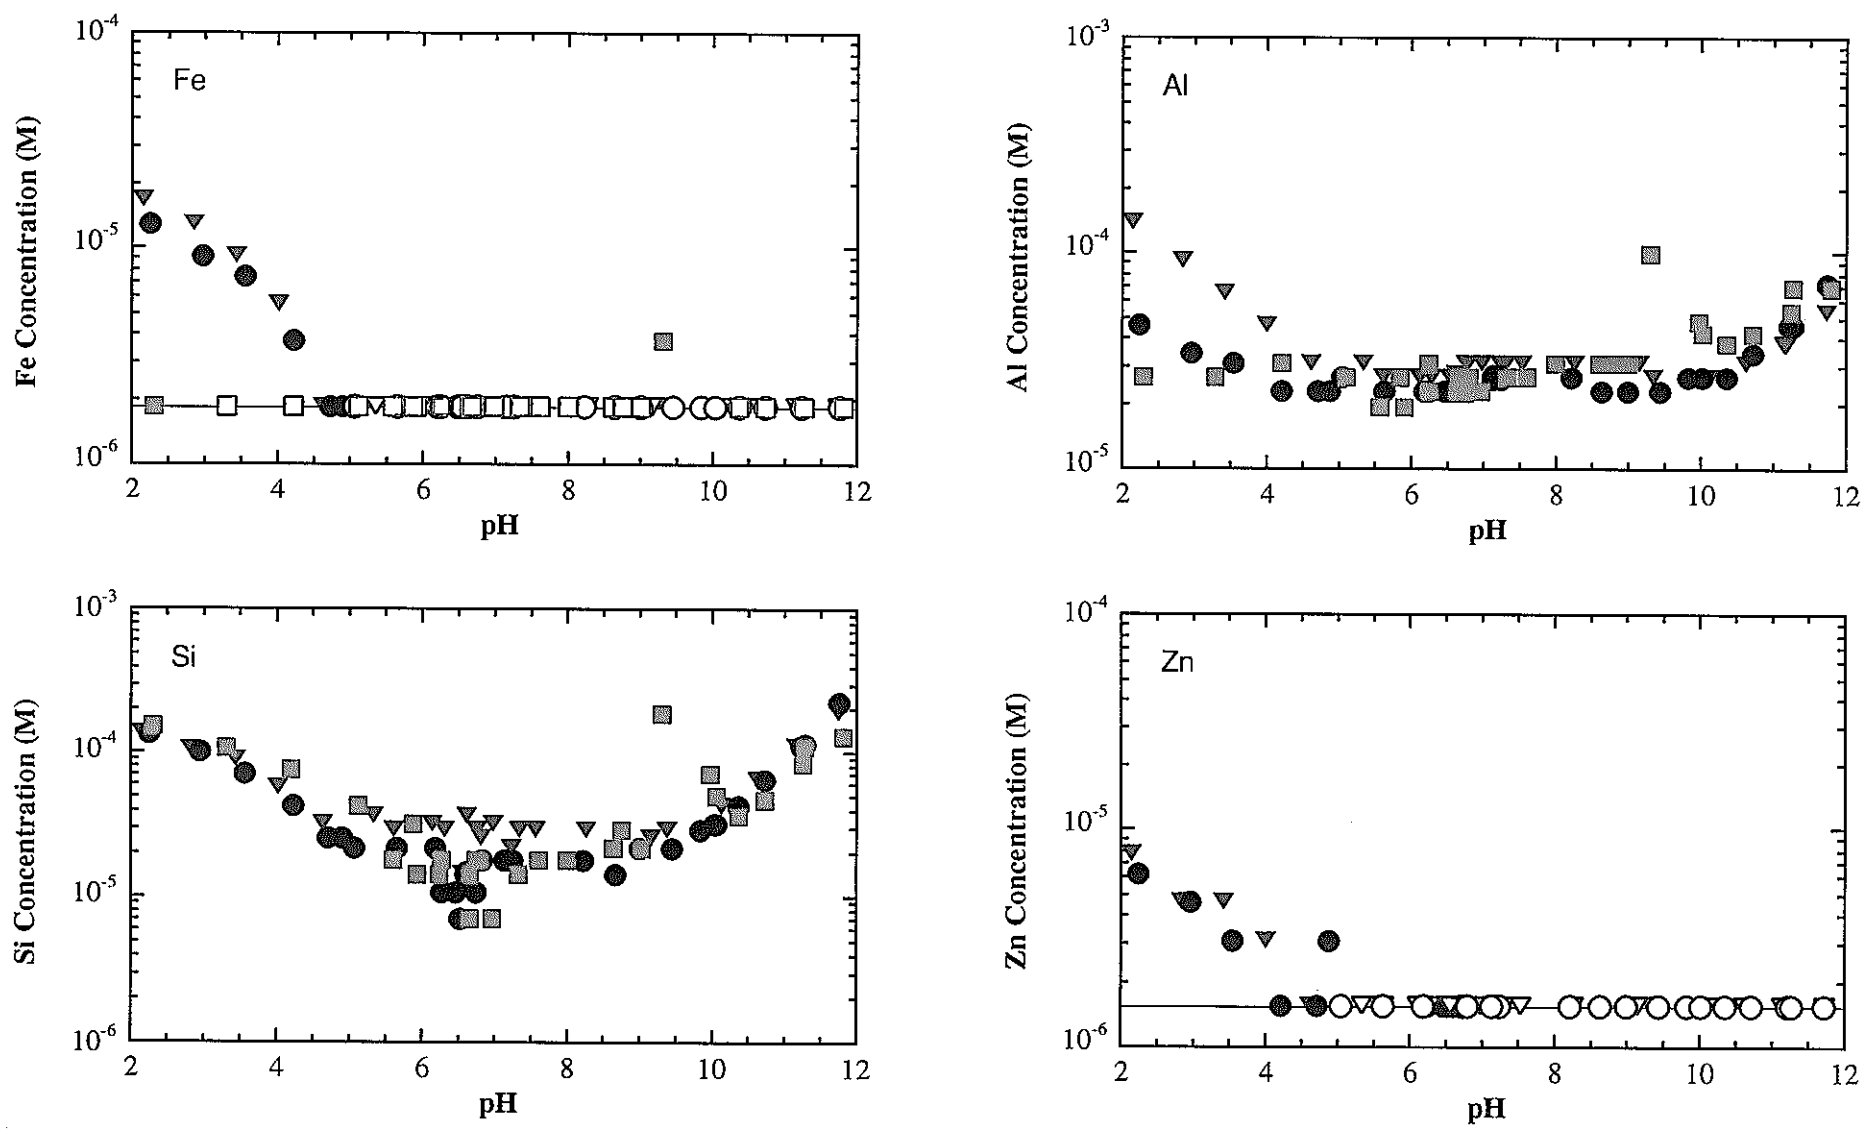 10^-4
Fe
10^-5
10^-6
Fe Concentration (M)
2 4 6 8 10 12
pH
10^-3
Al
10^-4
10^-5
Al Concentration (M)
2 4 6 8 10 12
pH
10^-3
Si
10^-4
10^-5
10^-6
Si Concentration (M)
2 4 6 8 10 12
pH
10^-4
Zn
10^-5
10^-6
Zn Concentration (M)
2 4 6 8 10 12
pH